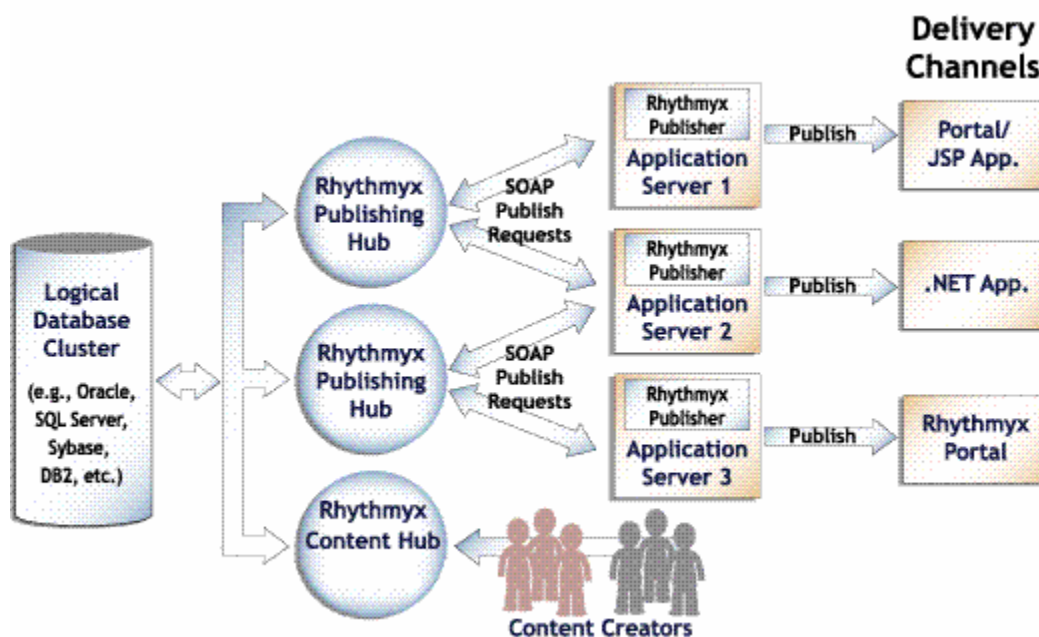 Delivery
Channels
Rhythmyx
Publisher
Application
Server 1
Publish
Portal/
JSP App.
Rhythmyx
Publishing
Hub
SOAP
Publish
Requests
Logical
Database
Cluster
(e.g., Oracle,
SQL Server,
Sybase,
DB2, etc.)
Rhythmyx
Publisher
Application
Server 2
Publish
.NET App.
Rhythmyx
Publishing
Hub
SOAP
Publish
Requests
Rhythmyx
Publisher
Application
Server 3
Publish
Rhythmyx
Portal
Rhythmyx
Content Hub
Content Creators